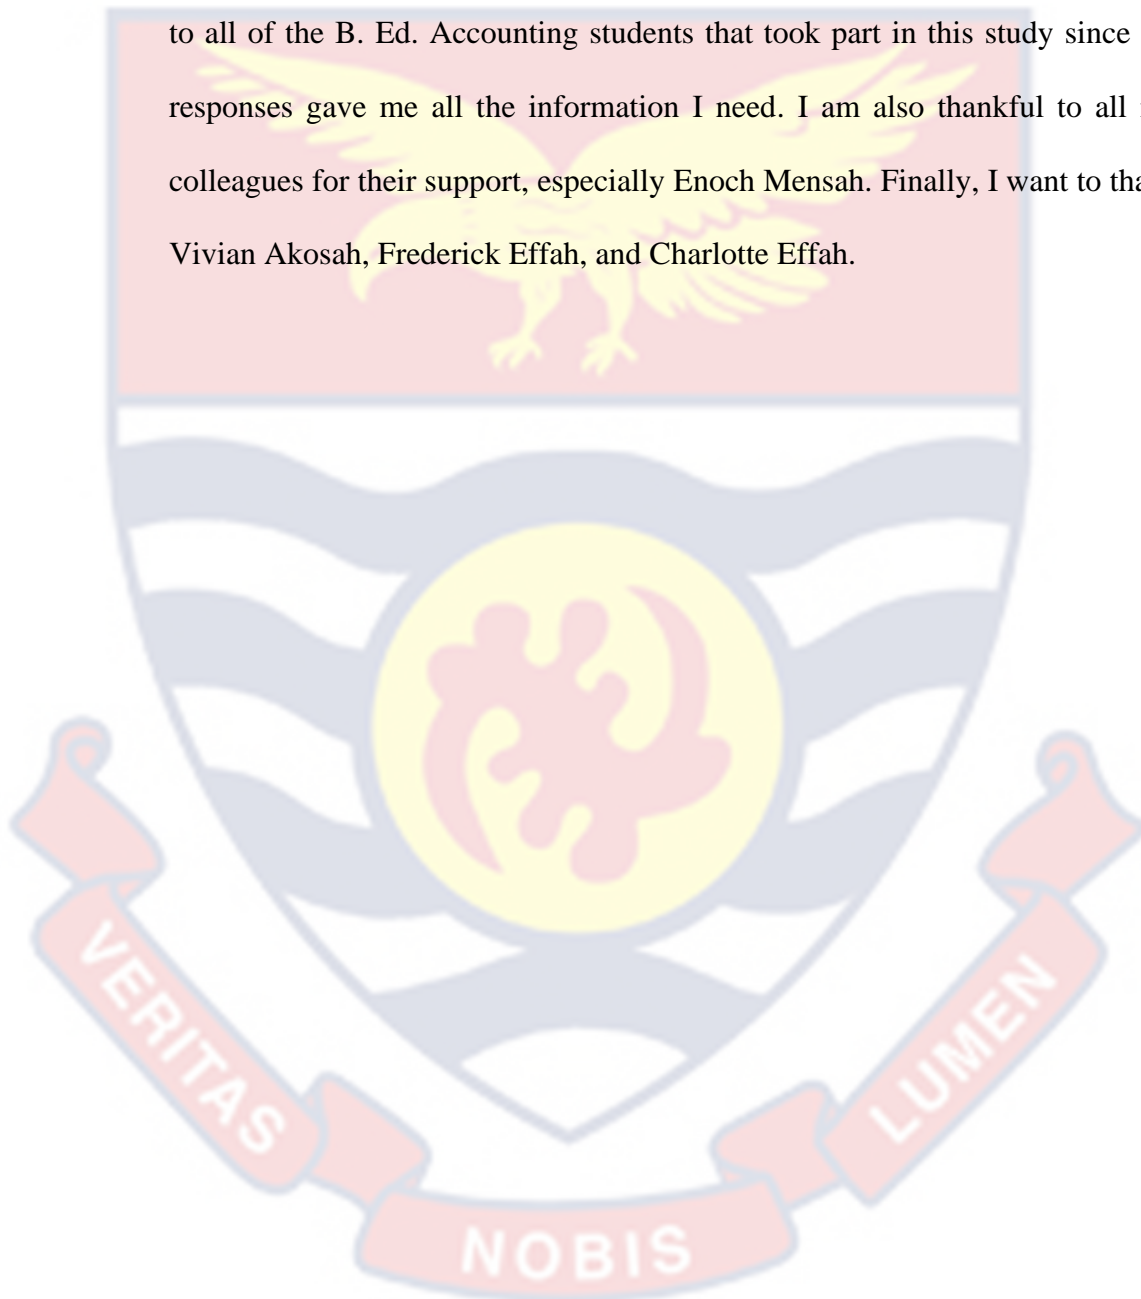 to all of the B. Ed. Accounting students that took part in this study since
responses gave me all the information I need. I am also thankful to all
colleagues for their support, especially Enoch Mensah. Finally, I want to tha
Vivian Akosah, Frederick Effah, and Charlotte Effah.
VERITAS
NOBIS
LUMEN